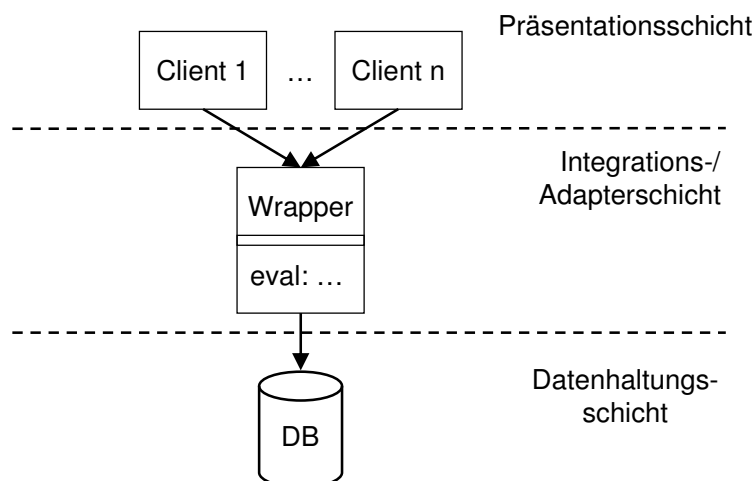 Präsentationsschicht
Client 1 … Client n
Integrations-/
Adapterschicht
Wrapper
eval: …
Datenhaltungs-
schicht
DB